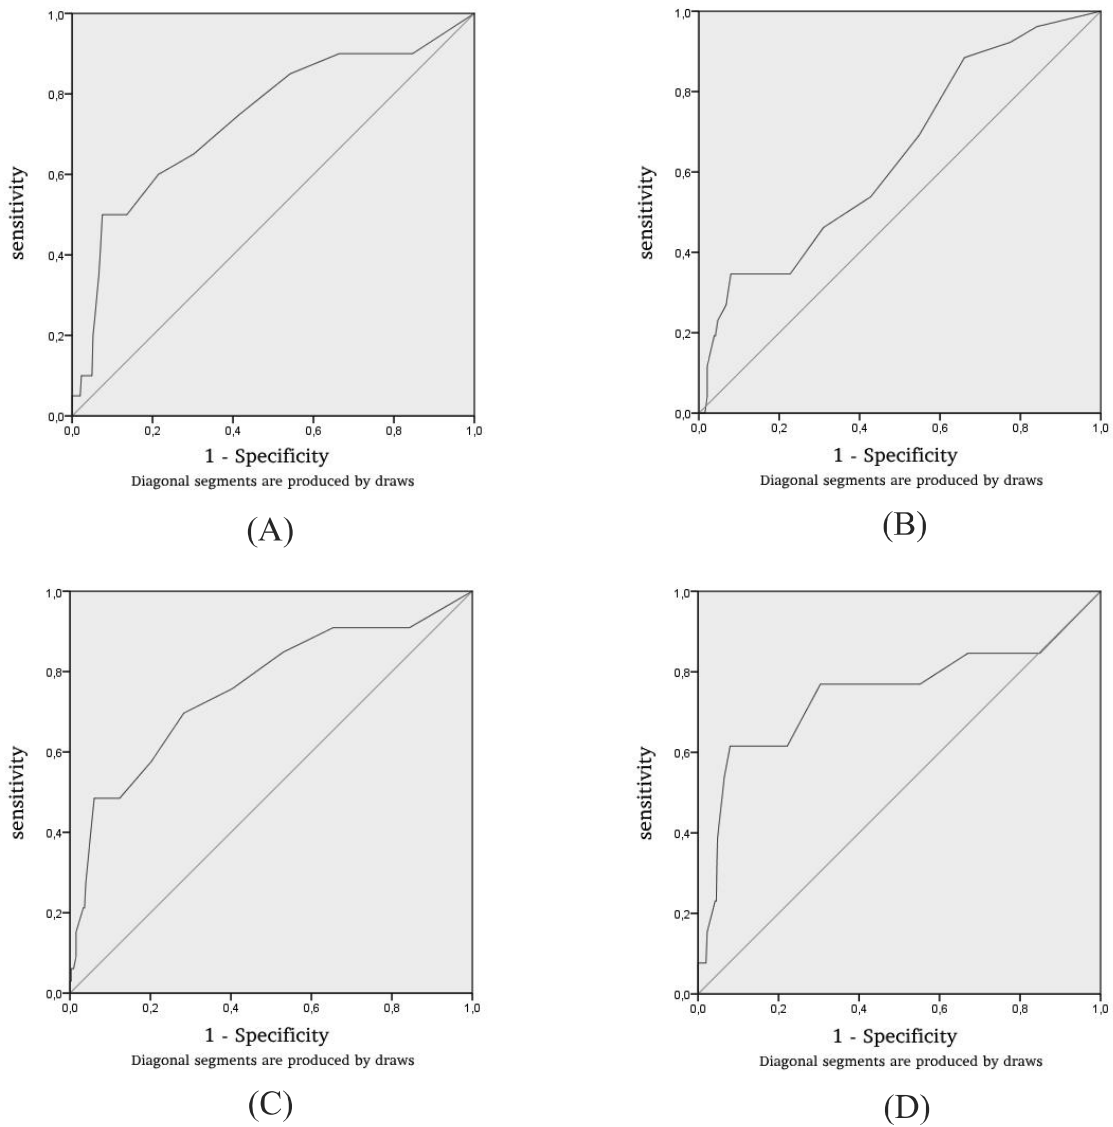 1,0
0,8
0,6
0,4
0,2
0,0
sensitivity
0,0 0,2 0,4 0,6 0,8 1,0
1 - Specificity
Diagonal segments are produced by draws
(A)
1,0
0,8
0,6
0,4
0,2
0,0
sensitivity
0,0 0,2 0,4 0,6 0,8 1,0
1 - Specificity
Diagonal segments are produced by draws
(B)
1,0
0,8
0,6
0,4
0,2
0,0
sensitivity
0,0 0,2 0,4 0,6 0,8 1,0
1 - Specificity
Diagonal segments are produced by draws
(C)
1,0
0,8
0,6
0,4
0,2
0,0
sensitivity
0,0 0,2 0,4 0,6 0,8 1,0
1 - Specificity
Diagonal segments are produced by draws
(D)